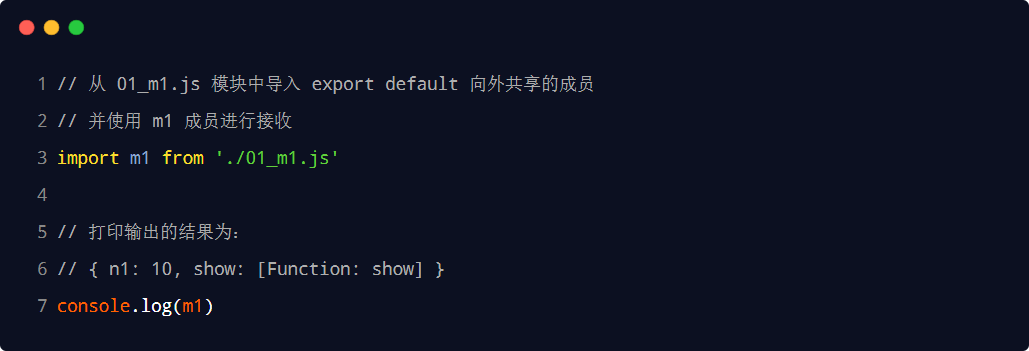 1 // 从 01_m1.js 模块中导入 export default 向外共享的成员
2 // 并使用 m1 成员进行接收
3 import m1 from './01_m1.js'
4
5 // 打印输出的结果为：
6 // { n1: 10, show: [Function: show] }
7 console.log(m1)